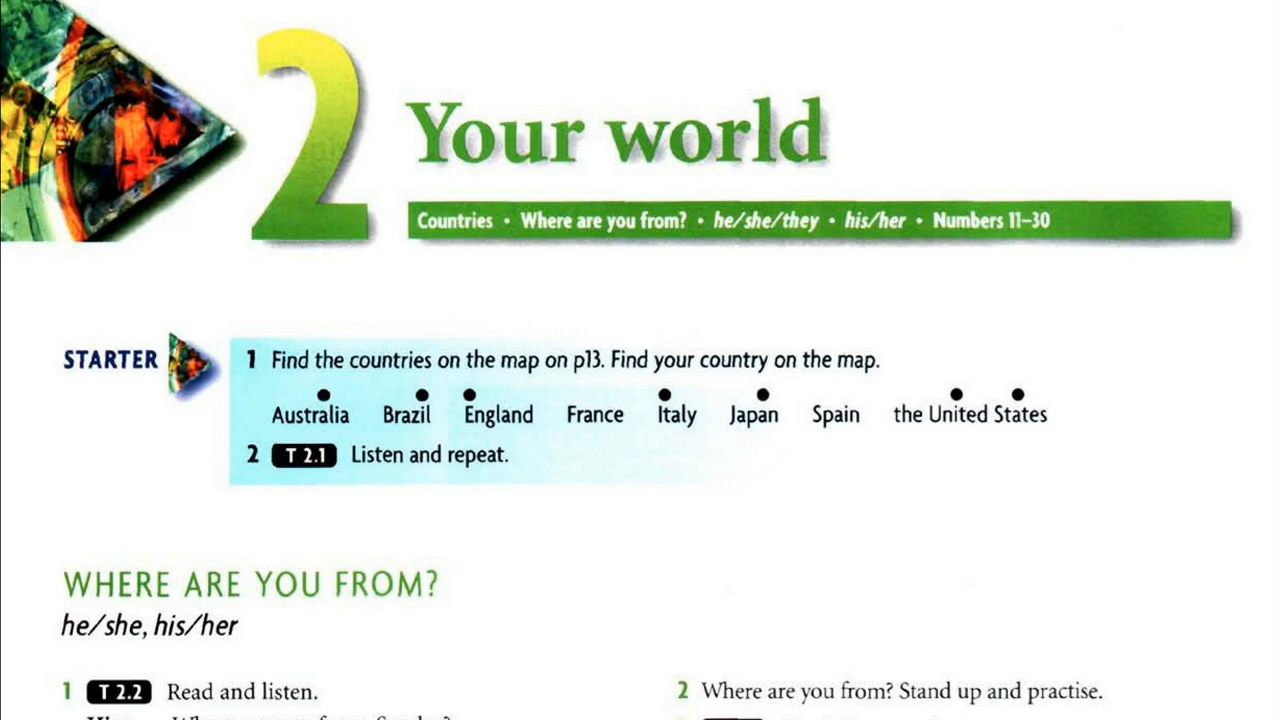 2
Your world
Countries • Where are you from? • he/she/they • his/her • Numbers 11–30
STARTER
1 Find the countries on the map on p13. Find your country on the map.
Australia Brazil England France Italy Japan Spain the United States
2 T 2.1 Listen and repeat.
WHERE ARE YOU FROM?
he/she, his/her
1 T 2.2 Read and listen.
2 Where are you from? Stand up and practise.